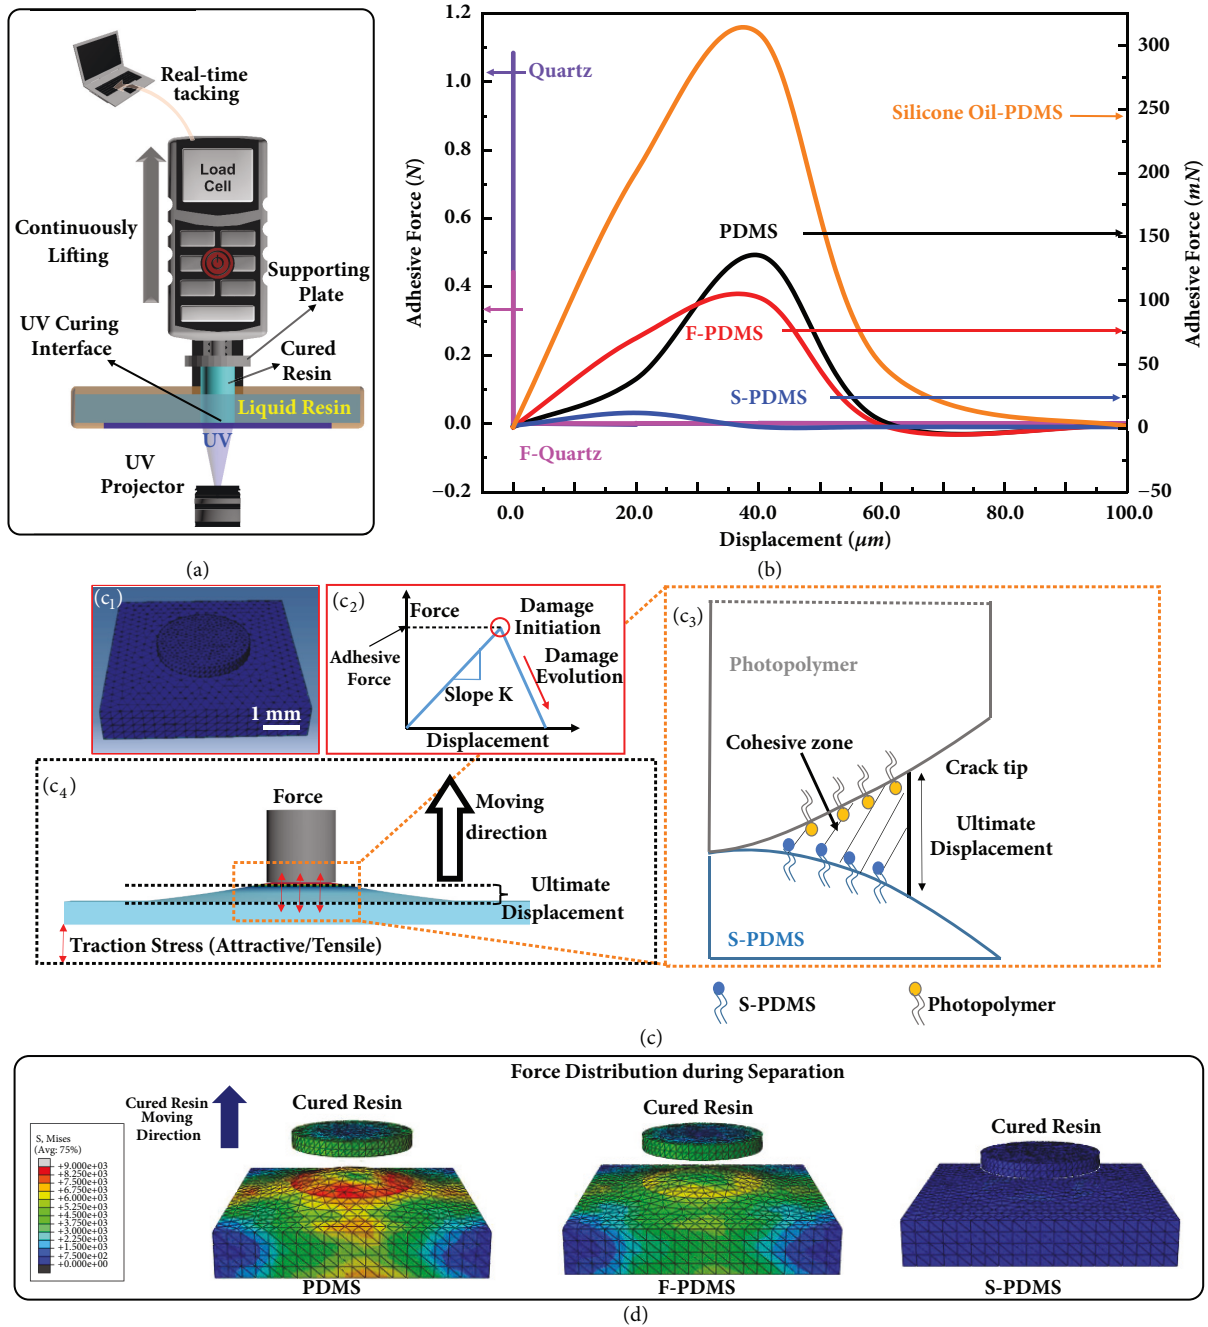 (a)
Real-time
tacking
Load
Cell
Continuously
Lifting
Supporting
Plate
UV Curing
Interface
Cured
Resin
Liquid Resin
UV
UV
Projector
(b)
1.2
1.0
0.8
0.6
0.4
0.2
0.0
−0.2
Adhesive Force (N)
300
250
200
150
100
50
0
−50
Adhesive Force (mN)
Quartz
Silicone Oil-PDMS
PDMS
F-PDMS
S-PDMS
F-Quartz
0.0 20.0 40.0 60.0 80.0 100.0
Displacement (μm)
(c1)
1 mm
(c2)
Force
Damage
Initiation
Adhesive
Force
Damage
Evolution
Slope K
Displacement
(c3)
Photopolymer
Cohesive zone
Crack tip
Ultimate
Displacement
S-PDMS
(c4)
Force
Moving
direction
Ultimate
Displacement
Traction Stress (Attractive/Tensile)
S-PDMS
Photopolymer
(c)
Force Distribution during Separation
Cured Resin
Moving
Direction
S, Mises
(Avg: 75%)
+9.000e+03
+8.250e+03
+7.500e+03
+6.750e+03
+6.000e+03
+5.250e+03
+4.500e+03
+3.750e+03
+3.000e+03
+2.250e+03
+1.500e+03
+7.500e+02
+0.000e+00
Cured Resin
PDMS
Cured Resin
F-PDMS
Cured Resin
S-PDMS
(d)